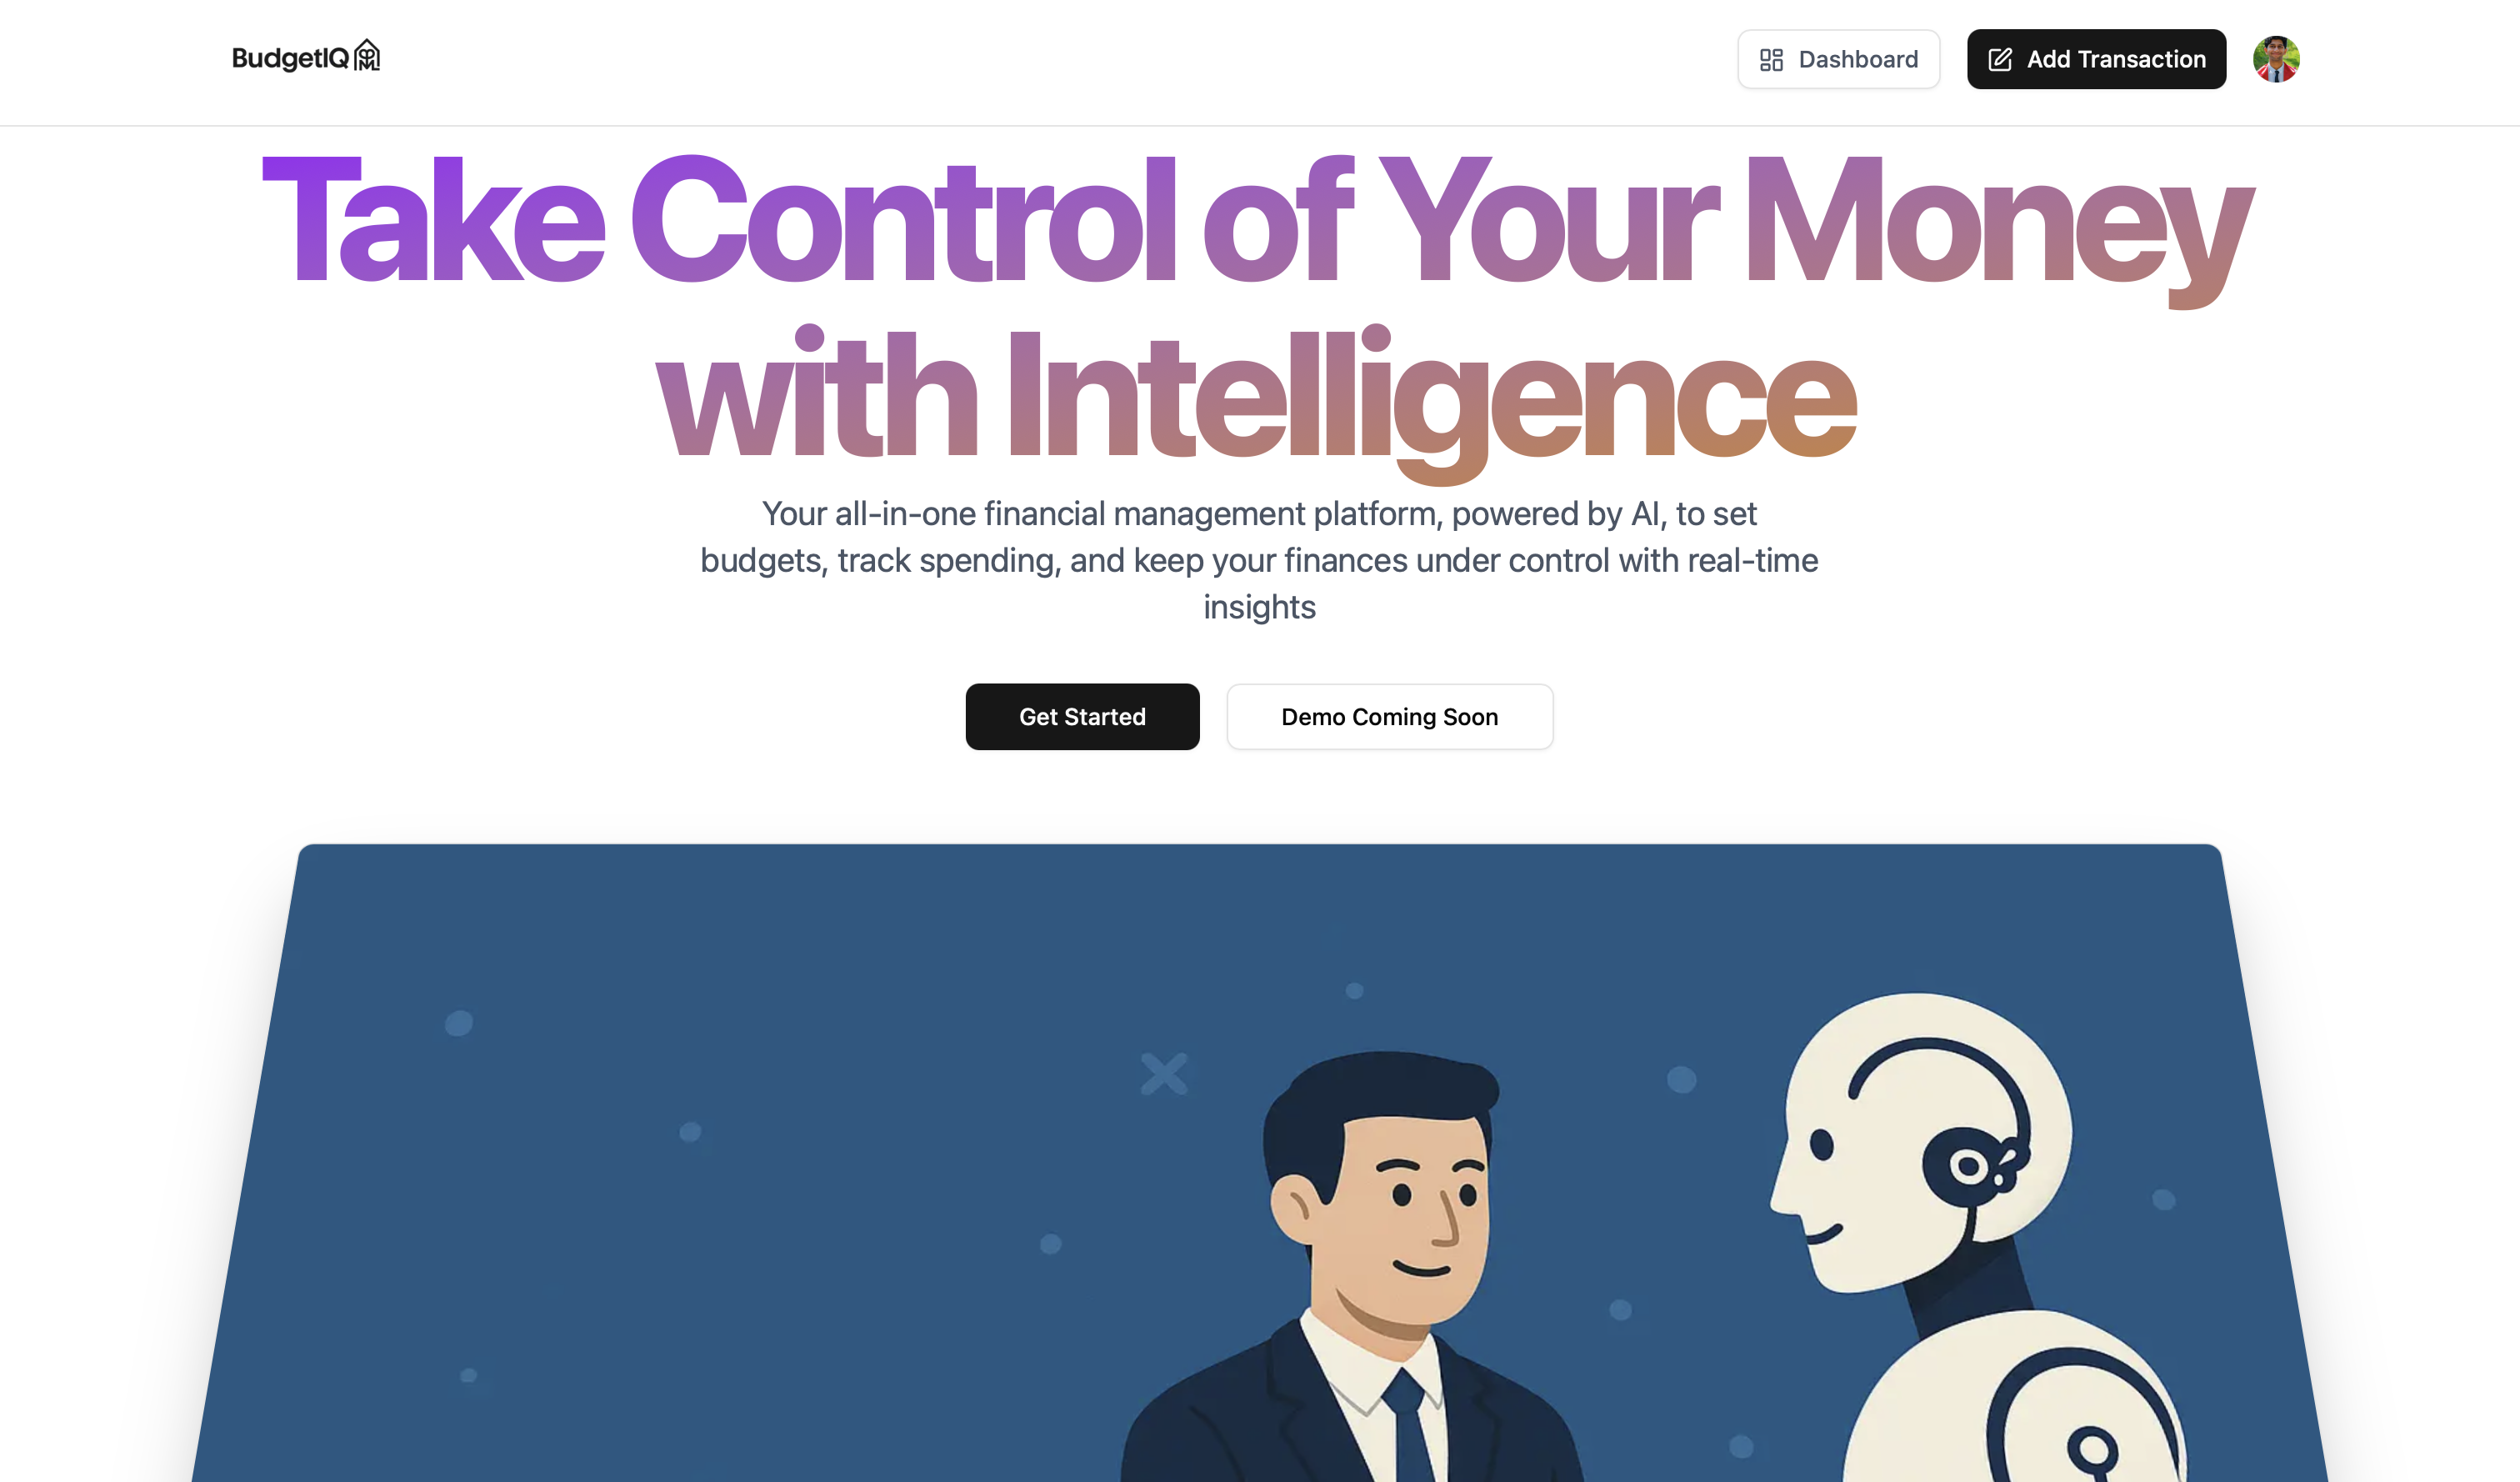 BudgetIQ
Dashboard
Add Transaction
Take Control of Your Money
with Intelligence
Your all-in-one financial management platform, powered by AI, to set
budgets, track spending, and keep your finances under control with real-time
insights
Get Started
Demo Coming Soon